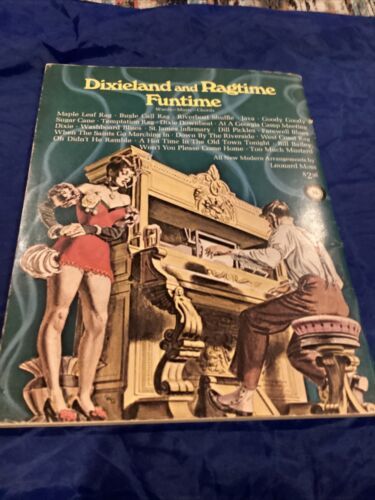 Dixieland and Ragtime
Funtime
Words - Music - Chords
Maple Leaf Rag · Bugle Call Rag · Riverboat Shuffle · Java · Goody Goody
Sugar Cane · Temptation Rag · Dixie Downbeat · At A Georgia Camp Meeting
Dixie · Washboard Blues · St. James Infirmary · Dill Pickles · Farewell Blues
When The Saints Go Marching In · Down By The Riverside · West Coast Rag
Oh Didn't He Ramble · A Hot Time In The Old Town Tonight · Bill Bailey
Won't You Please Come Home · Too Much Mustard
All New Modern Arrangements by
Leonard Moss